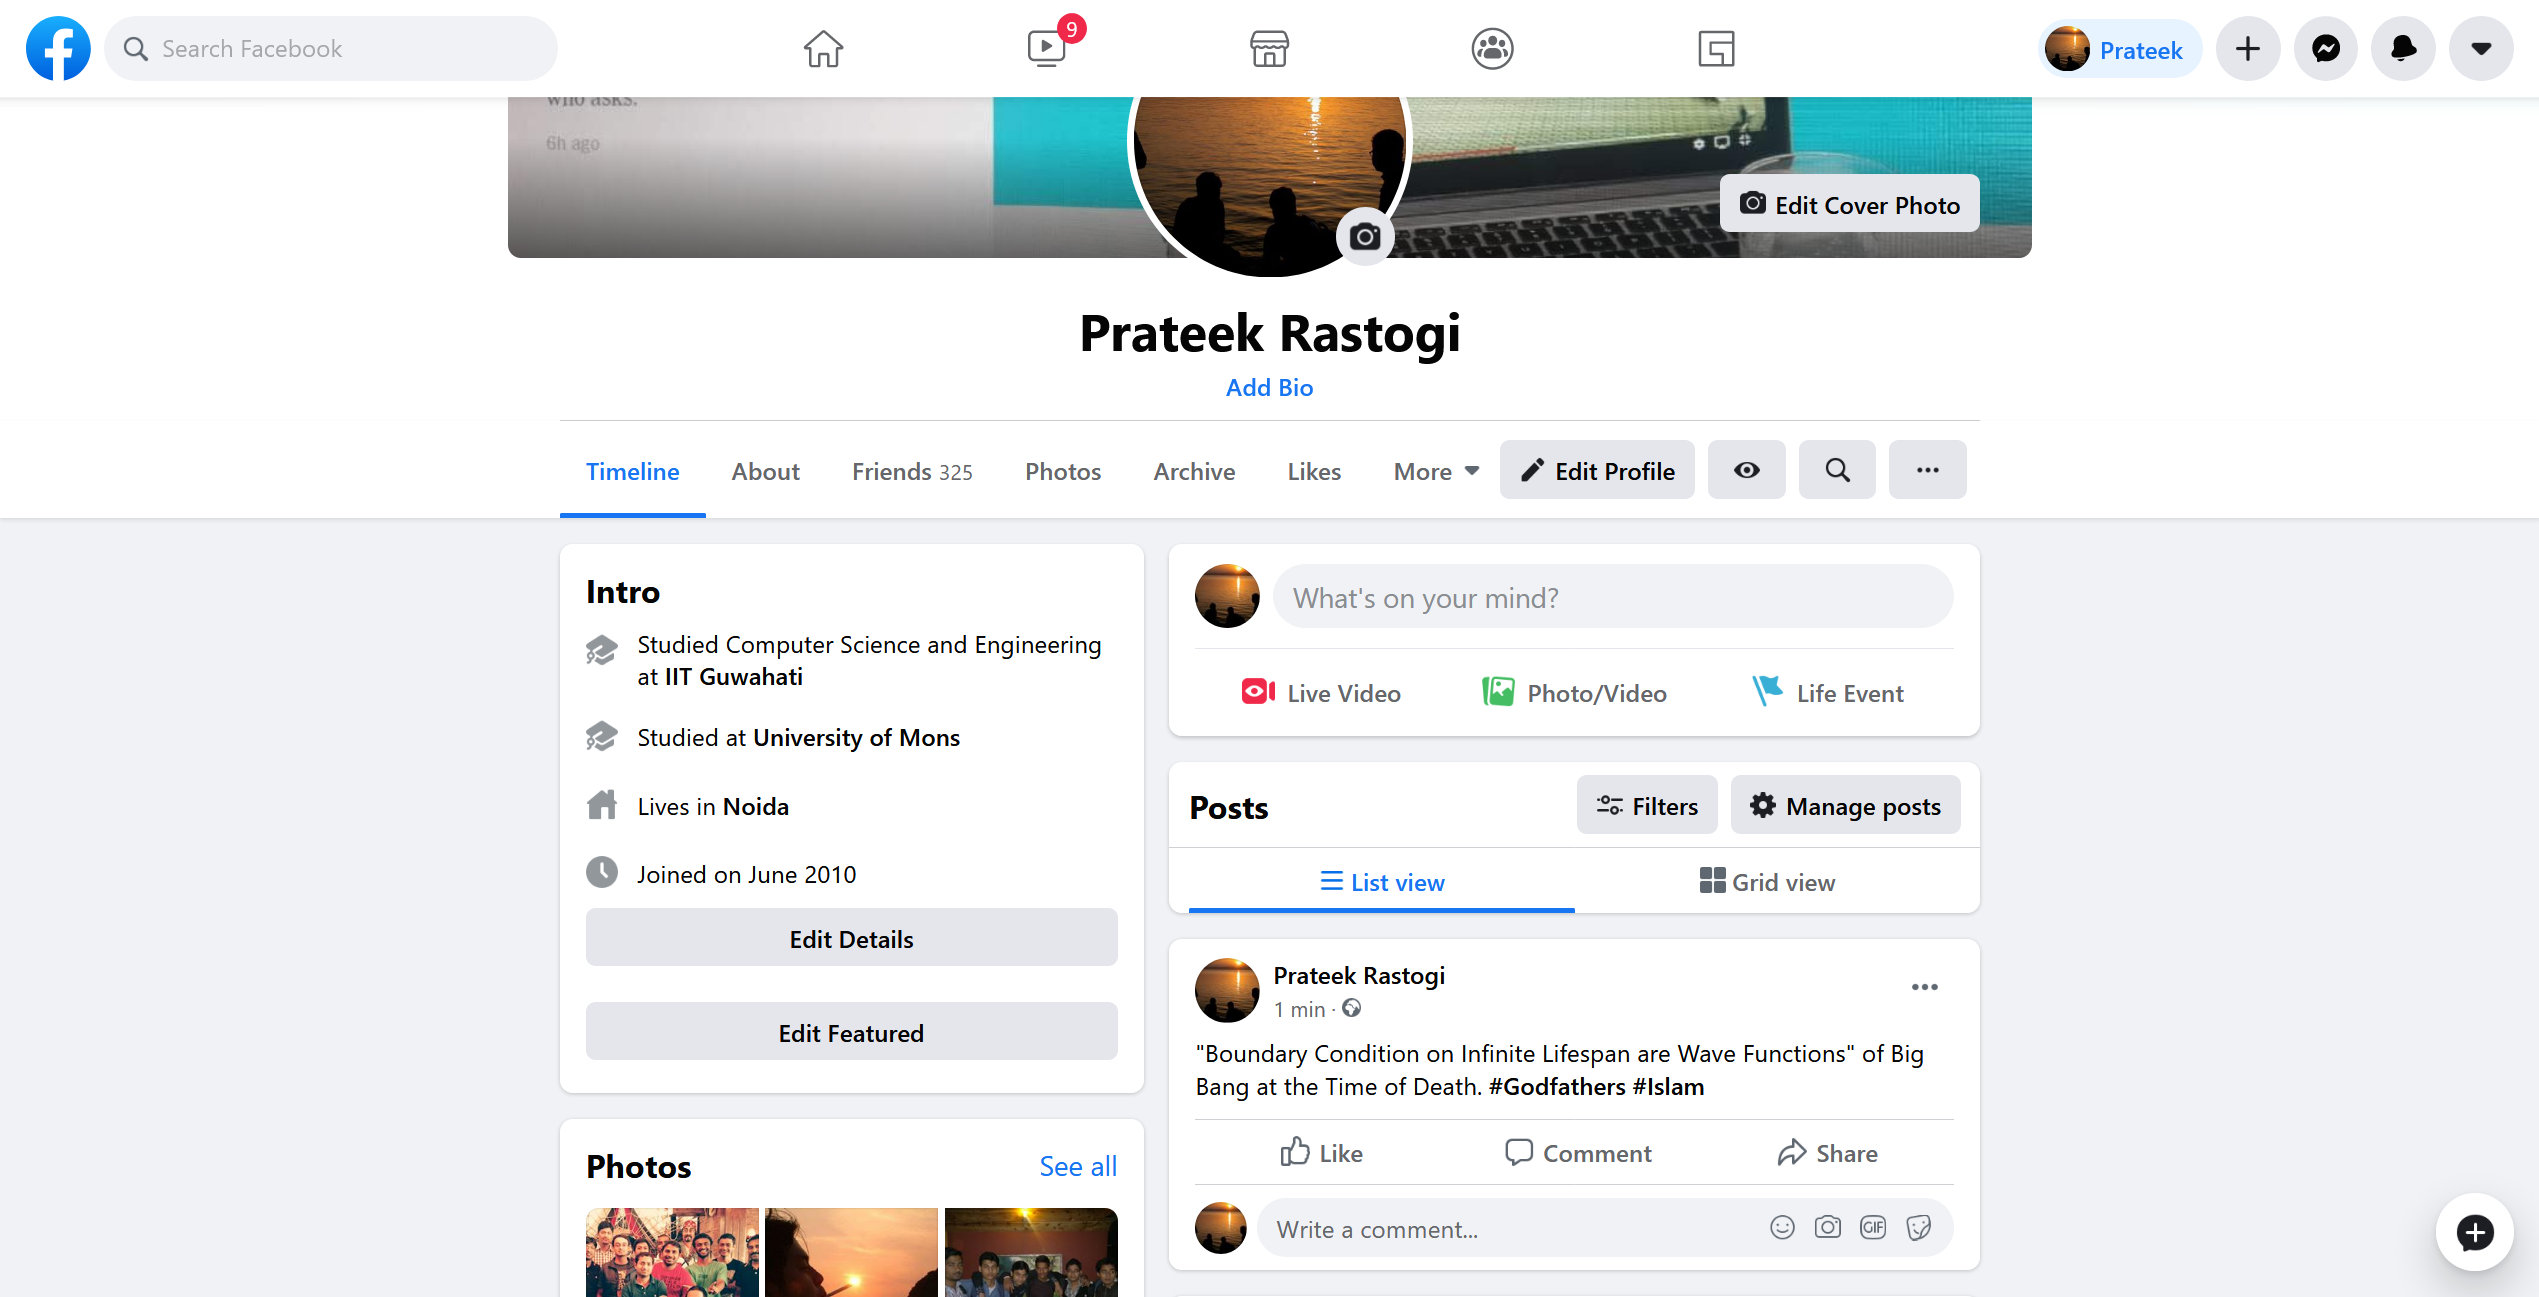 Search Facebook
9
Prateek
who asks.
6h ago
Edit Cover Photo
Prateek Rastogi
Add Bio
Timeline
About
Friends 325
Photos
Archive
Likes
More
Edit Profile
Intro
Studied Computer Science and Engineering
at IIT Guwahati
Studied at University of Mons
Lives in Noida
Joined on June 2010
Edit Details
Edit Featured
Photos
See all
What's on your mind?
Live Video
Photo/Video
Life Event
Posts
Filters
Manage posts
List view
Grid view
Prateek Rastogi
1 min ·
"Boundary Condition on Infinite Lifespan are Wave Functions" of Big
Bang at the Time of Death. #Godfathers #Islam
Like
Comment
Share
Write a comment...
GIF